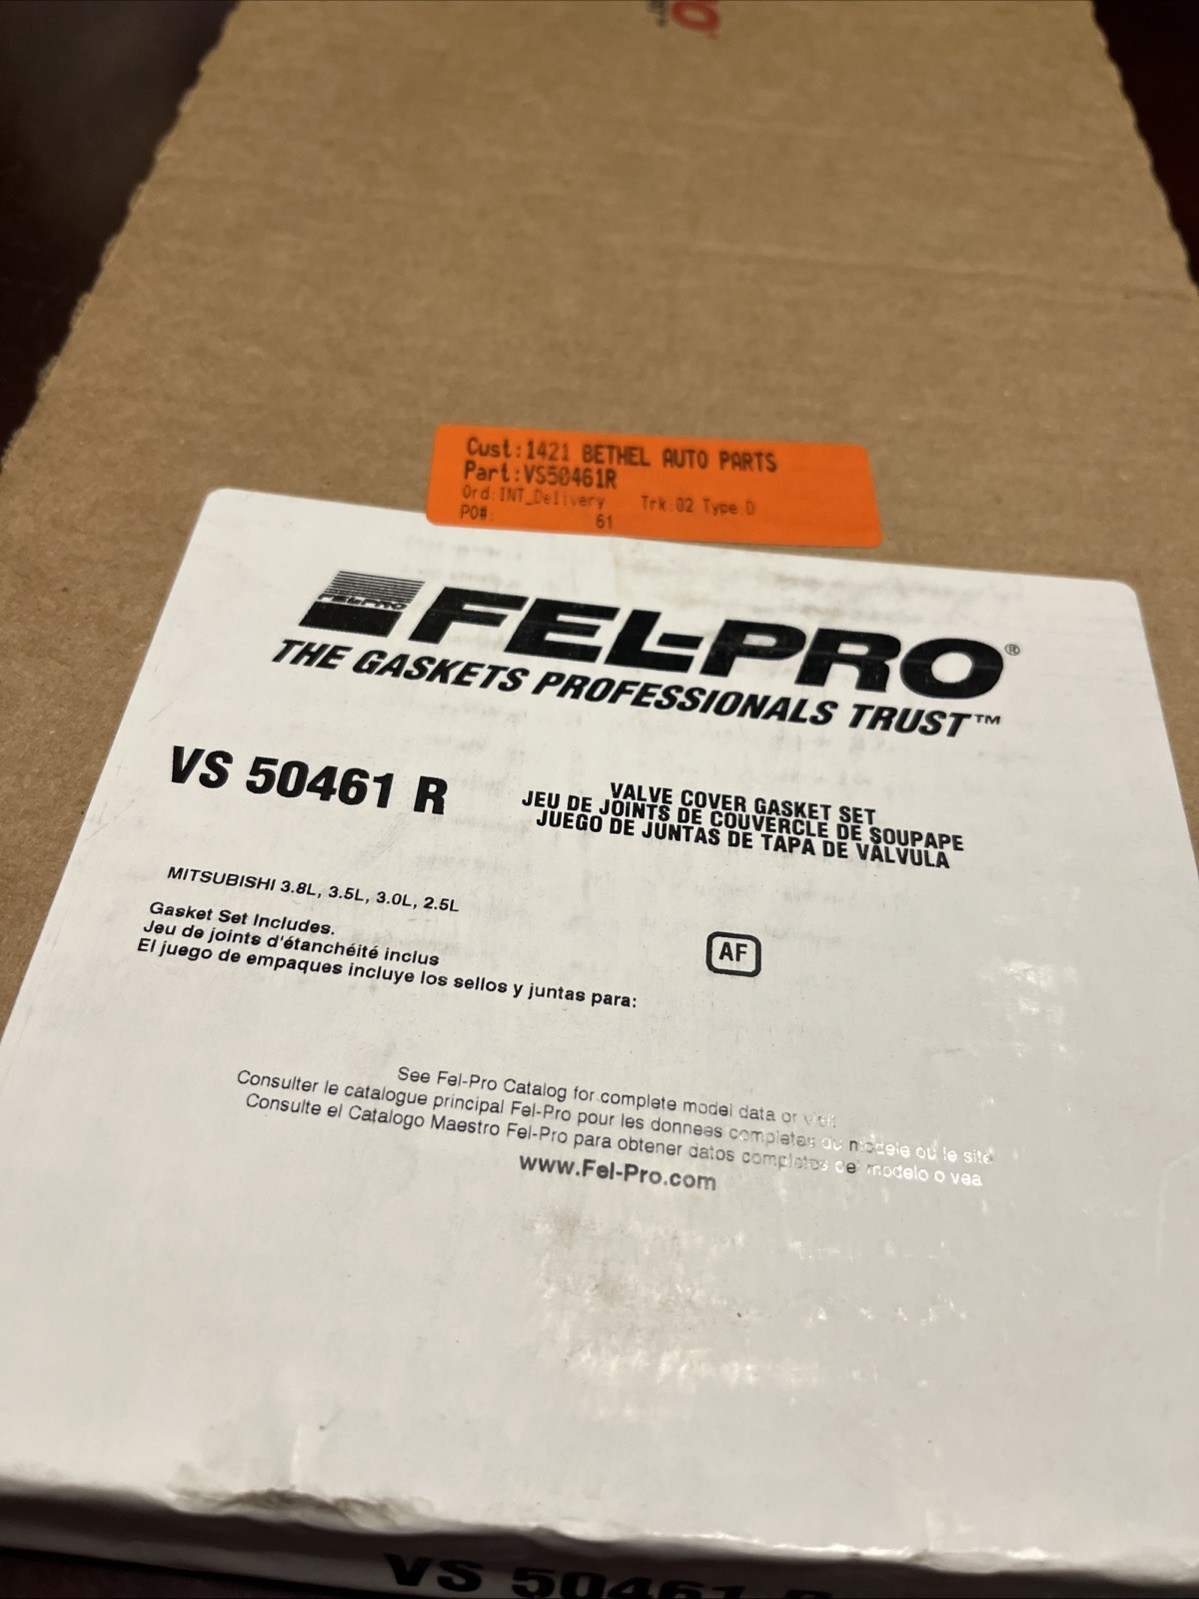 Cust:1421 BETHEL AUTO PARTS
Part:VS50461R
Ord:INT_Delivery Trk:02 Type:D
PO#: 61
FEL-PRO
FEL-PRO®
THE GASKETS PROFESSIONALS TRUST™
VS 50461 R
VALVE COVER GASKET SET
JEU DE JOINTS DE COUVERCLE DE SOUPAPE
JUEGO DE JUNTAS DE TAPA DE VALVULA
MITSUBISHI 3.8L, 3.5L, 3.0L, 2.5L
Gasket Set Includes.
Jeu de joints d'étanchéité inclus
El juego de empaques incluye los sellos y juntas para:
AF
See Fel-Pro Catalog for complete model data or visit
Consulter le catalogue principal Fel-Pro pour les donnees completes du modele ou le site
Consulte el Catalogo Maestro Fel-Pro para obtener datos completos del modelo o vea
www.Fel-Pro.com
VS 50461 R